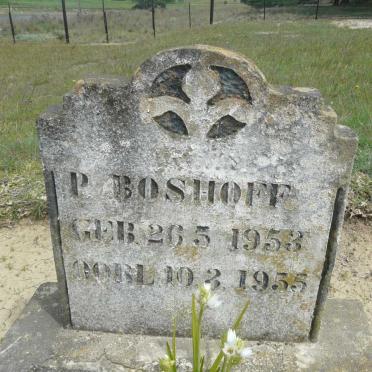 P. BOSHOFF
GEB. 26 5 1953
OORL 10.3.1955